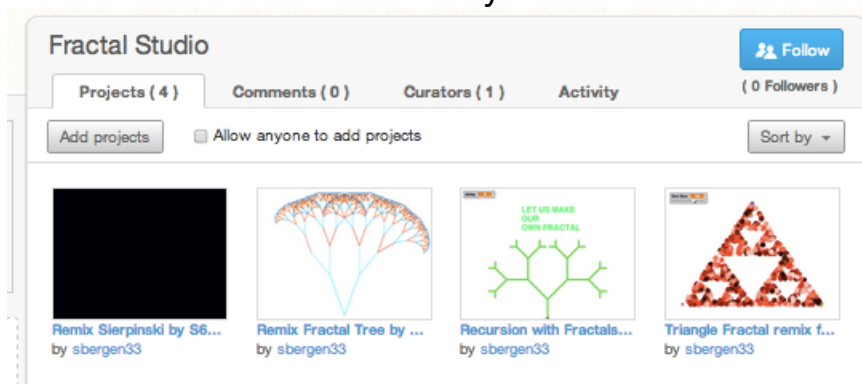 y
Fractal Studio
Follow
Projects ( 4 )
Comments ( 0 )
Curators ( 1 )
Activity
( 0 Followers )
Add projects
Allow anyone to add projects
Sort by
LET US MAKE
OUR
OWN FRACTAL
Remix Sierpinski by S6...
Remix Fractal Tree by ...
Recursion with Fractals...
Triangle Fractal remix f...
by sbergen33
by sbergen33
by sbergen33
by sbergen33